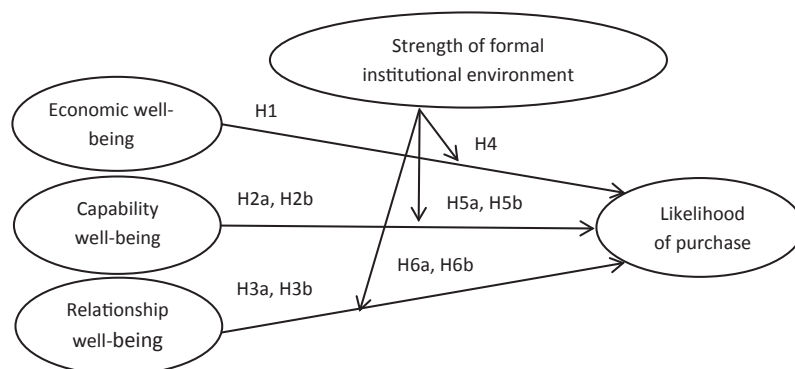 Strength of formal
institutional environment
Economic well-
being
H1
H4
Capability
well-being
H2a, H2b
H5a, H5b
Likelihood
of purchase
Relationship
well-being
H3a, H3b
H6a, H6b